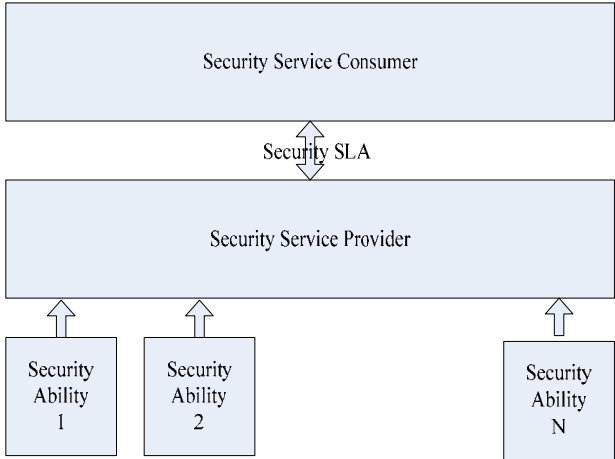 Security Service Consumer
Security SLA
Security Service Provider
Security
Ability
1
Security
Ability
2
Security
Ability
N